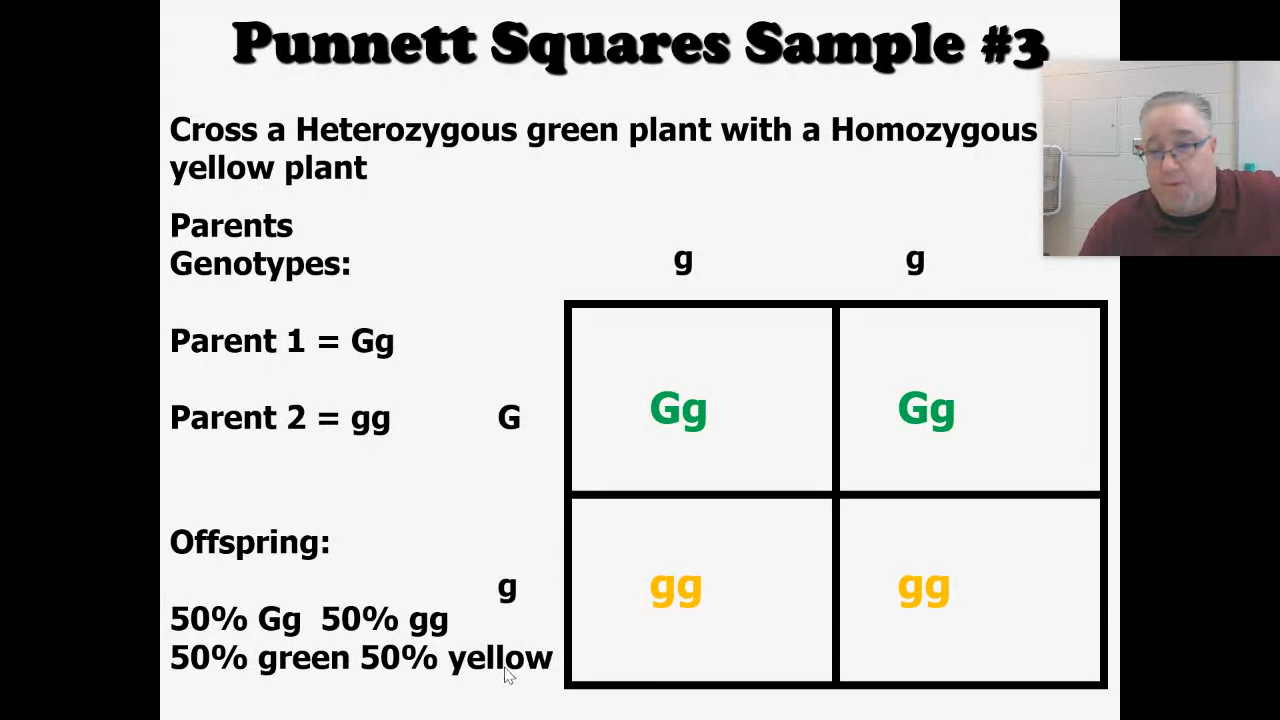 Punnett Squares Sample #3
Cross a Heterozygous green plant with a Homozygous
yellow plant
Parents
Genotypes:
g g
Parent 1 = Gg
Parent 2 = gg
G
Gg Gg
Offspring:
g
gg gg
50% Gg 50% gg
50% green 50% yellow